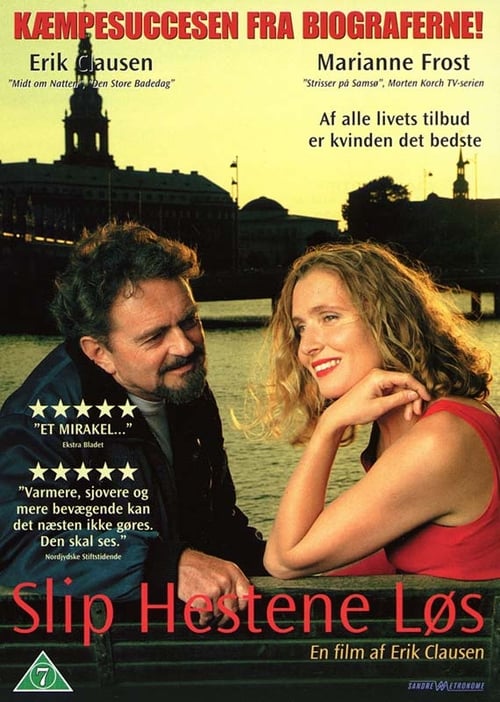 KÆMPESUCCESEN FRA BIOGRAFERNE!
Erik Clausen
"Midt om Natten", "Den Store Badedag"
Marianne Frost
"Strisser på Samsø", Morten Korch TV-serien
Af alle livets tilbud
er kvinden det bedste
"ET MIRAKEL..."
Ekstra Bladet
"Varmere, sjovere og
mere bevægende kan
det næsten ikke gøres.
Den skal ses."
Nordjydske Stiftstidende
Slip Hestene Løs
En film af Erik Clausen
7
SANDREW METRONOME